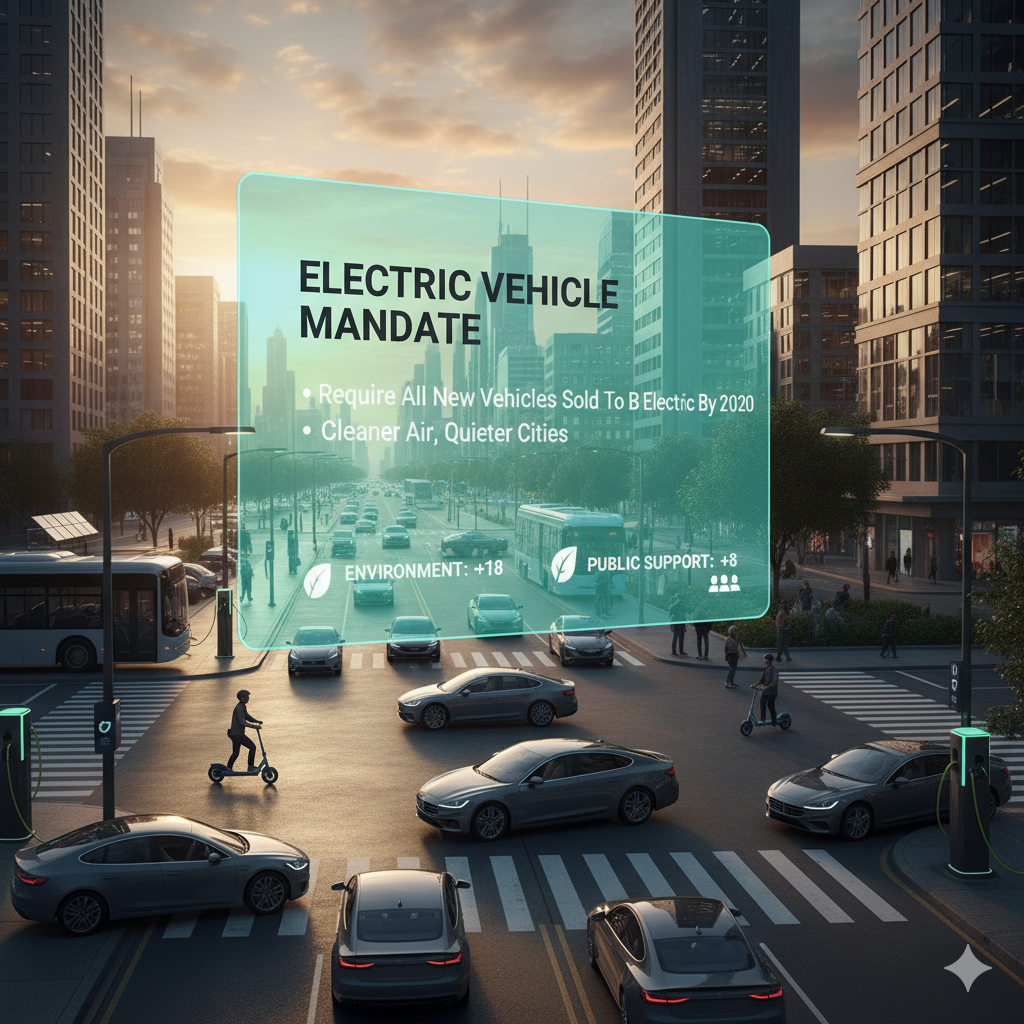 ELECTRIC VEHICLE
MANDATE
• Require All New Vehicles Sold To B Electric By 2020
• Cleaner Air, Quieter Cities
ENVIRONMENT: +18
PUBLIC SUPPORT: +8